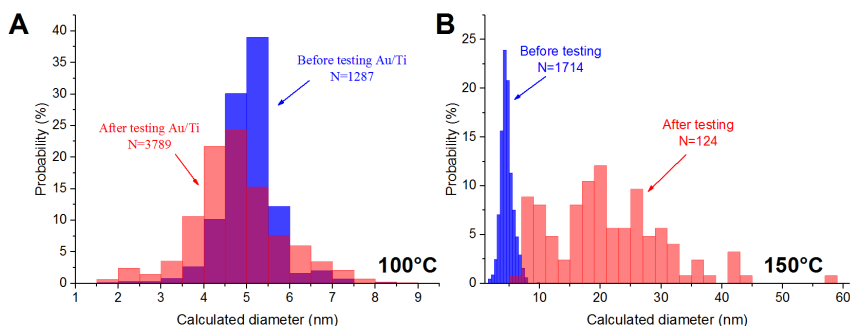 A
Probability (%)
40
35
30
25
20
15
10
5
0
Before testing Au/Ti
N=1287
After testing Au/Ti
N=3789
100°C
1 2 3 4 5 6 7 8 9
Calculated diameter (nm)
B
Probability (%)
25
20
15
10
5
0
Before testing
N=1714
After testing
N=124
150°C
10 20 30 40 50 60
Calculated diameter (nm)